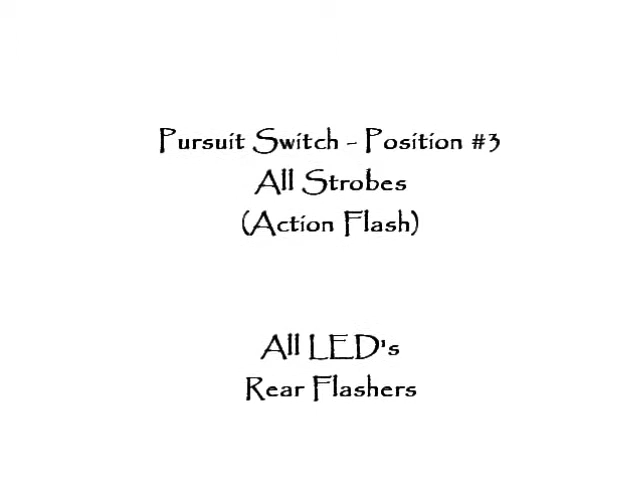 Pursuit Switch - Position #3
All Strobes
(Action Flash)
All LED's
Rear Flashers